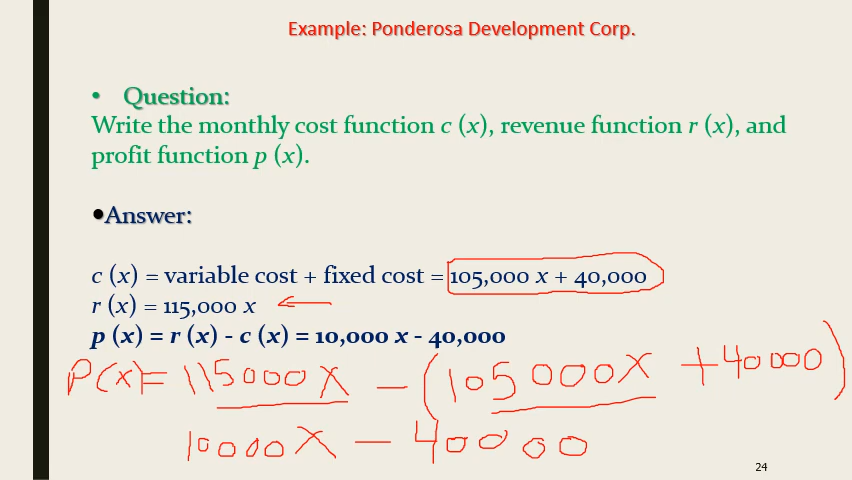 Example: Ponderosa Development Corp.
• Question:
Write the monthly cost function c (x), revenue function r (x), and
profit function p (x).
•Answer:
c (x) = variable cost + fixed cost = 105,000 x + 40,000
r (x) = 115,000 x
p (x) = r (x) - c (x) = 10,000 x - 40,000
P(x)= 115000X - (105000X +40000)
10000X - 40000
24